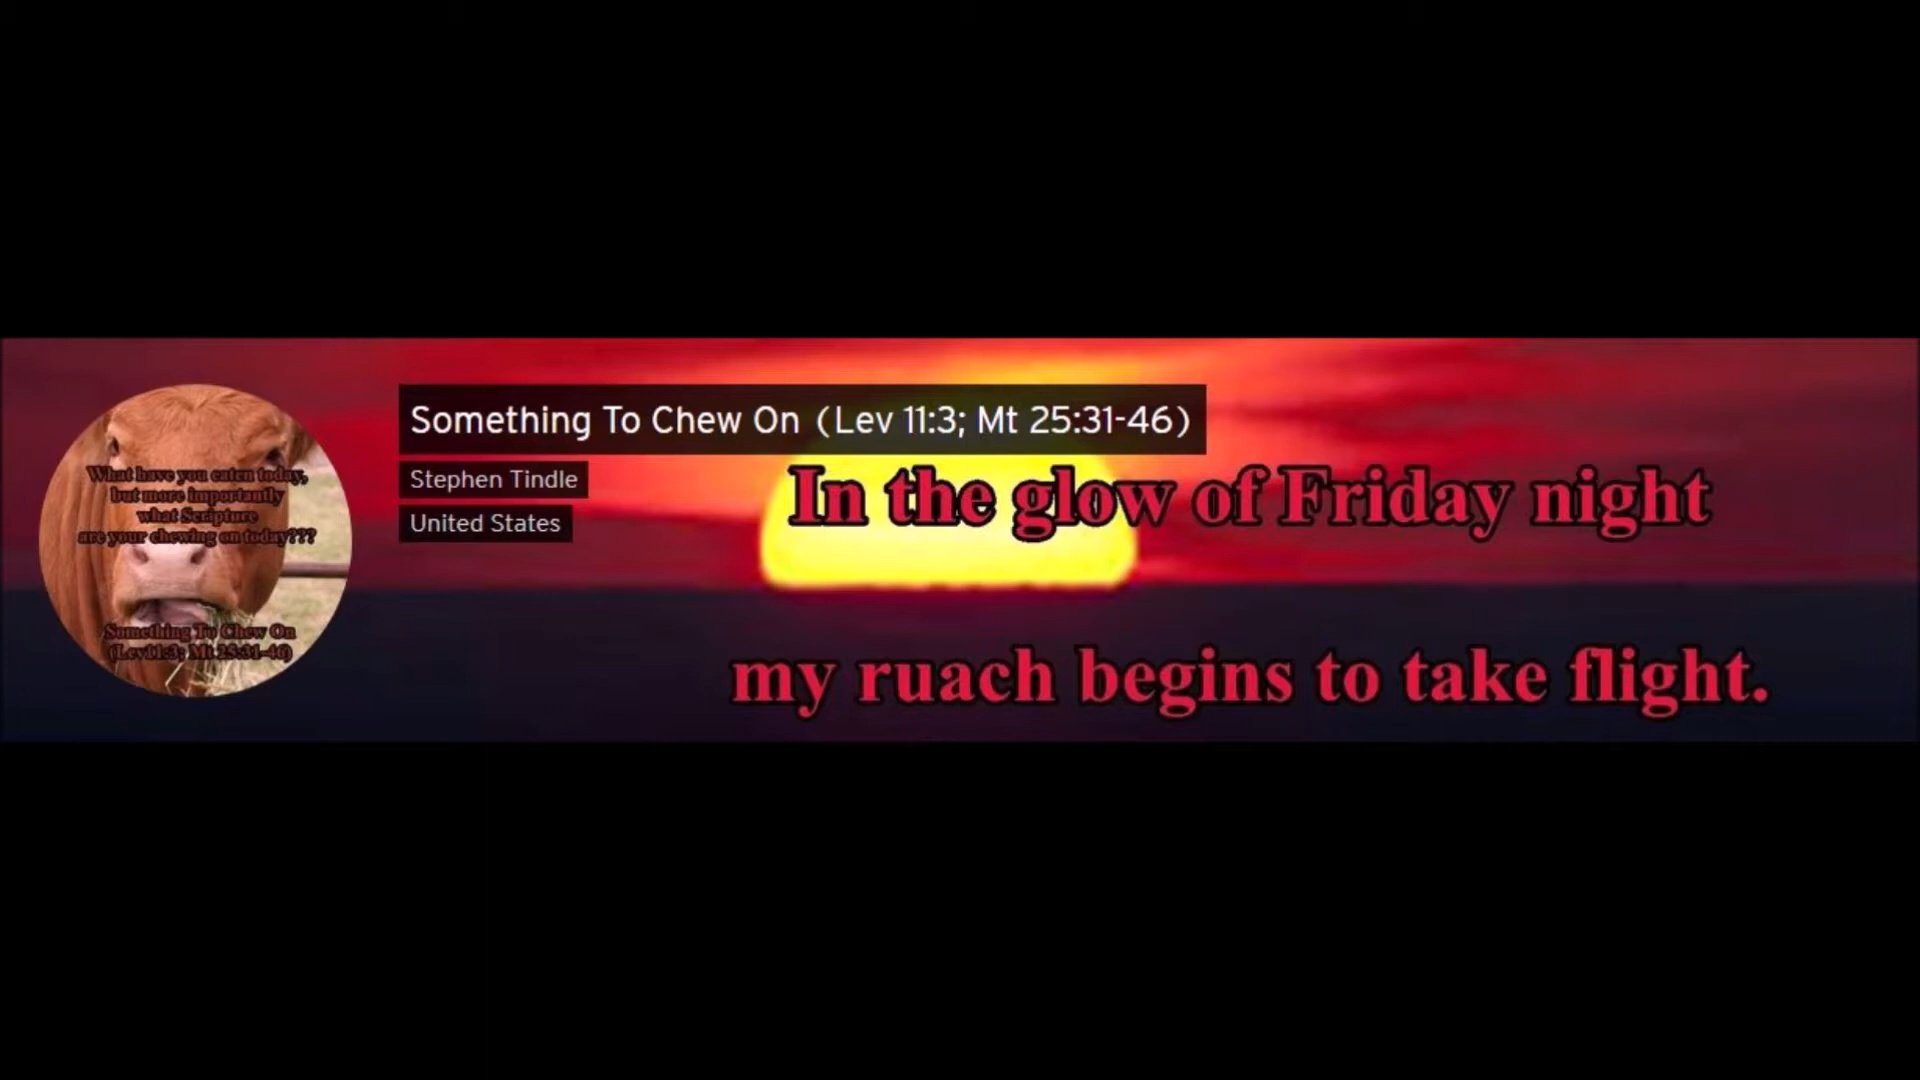 Something To Chew On (Lev 11:3; Mt 25:31-46)
Stephen Tindle
United States
In the glow of Friday night
my ruach begins to take flight.
What have you eaten today,
but more importantly
what Scripture
are your chewing on today???
Something To Chew On
(Lev11:3; Mt 25:31-46)